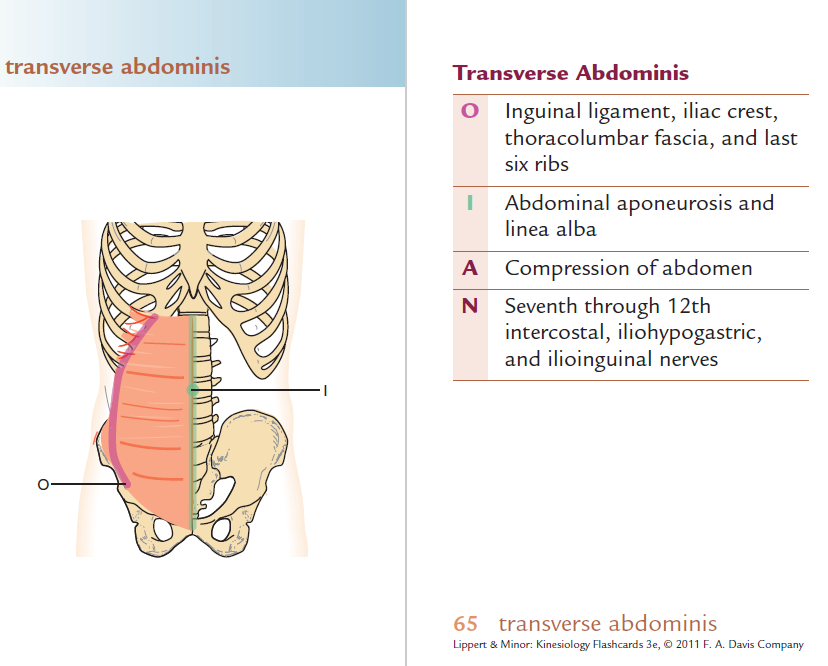 transverse abdominis
I
O
Transverse Abdominis
O Inguinal ligament, iliac crest,
thoracolumbar fascia, and last
six ribs
I Abdominal aponeurosis and
linea alba
A Compression of abdomen
N Seventh through 12th
intercostal, iliohypogastric,
and ilioinguinal nerves
65 transverse abdominis
Lippert & Minor: Kinesiology Flashcards 3e, © 2011 F. A. Davis Company